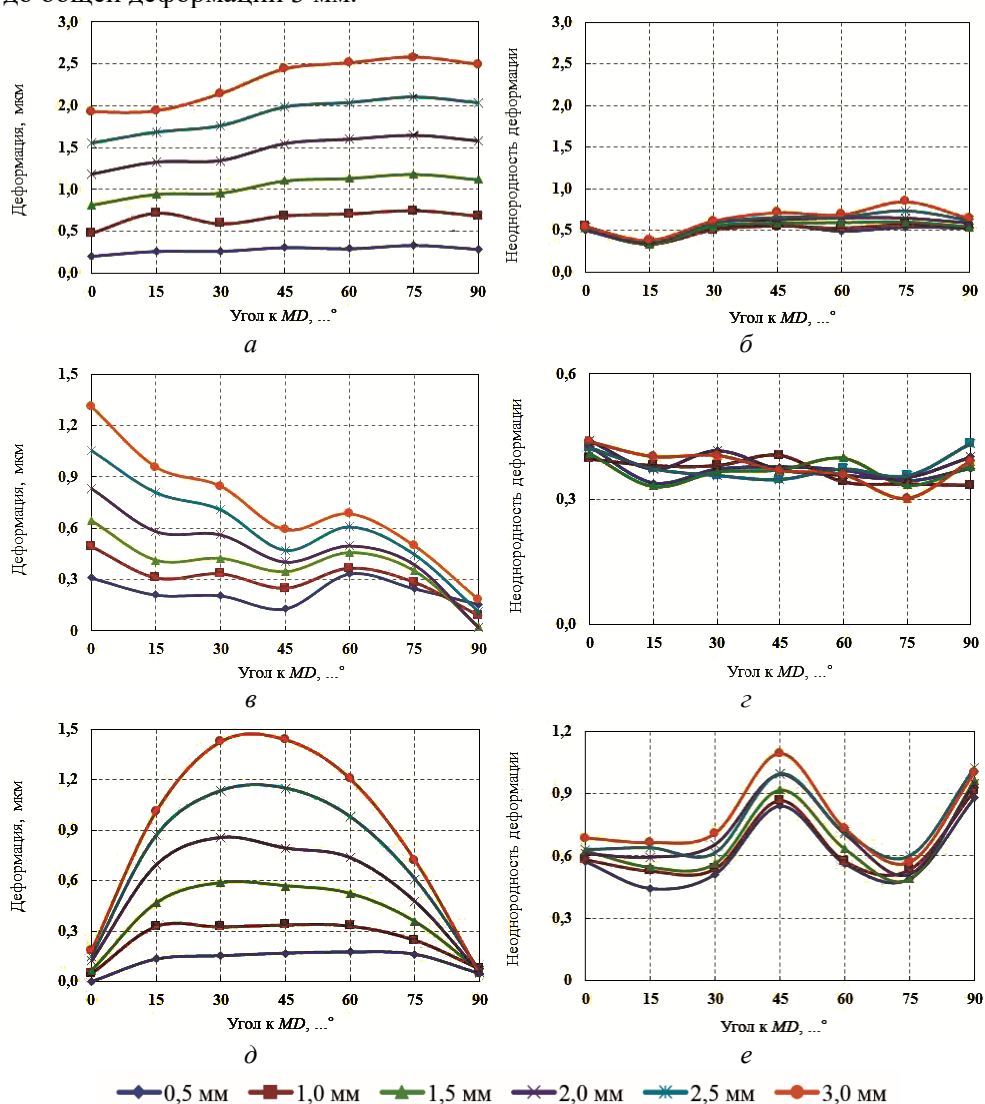 до общей деформации 3 мм.
Деформация, мкм
3,0
2,5
2,0
1,5
1,0
0,5
0,0
0 15 30 45 60 75 90
Угол к MD, ...°
а
Неоднородность деформации
3,0
2,5
2,0
1,5
1,0
0,5
0,0
0 15 30 45 60 75 90
Угол к MD, ...°
б
Деформация, мкм
1,5
1,2
0,9
0,6
0,3
0
0 15 30 45 60 75 90
Угол к MD, ...°
в
Неоднородность деформации
0,6
0,3
0,0
0 15 30 45 60 75 90
Угол к MD, ...°
г
Деформация, мкм
1,5
1,2
0,9
0,6
0,3
0,0
0 15 30 45 60 75 90
Угол к MD, ...°
д
Неоднородность деформации
1.2
0,9
0,6
0,3
0
0 15 30 45 60 75 90
Угол к MD, ...°
е
0,5 мм 1,0 мм 1,5 мм 2,0 мм 2,5 мм 3,0 мм